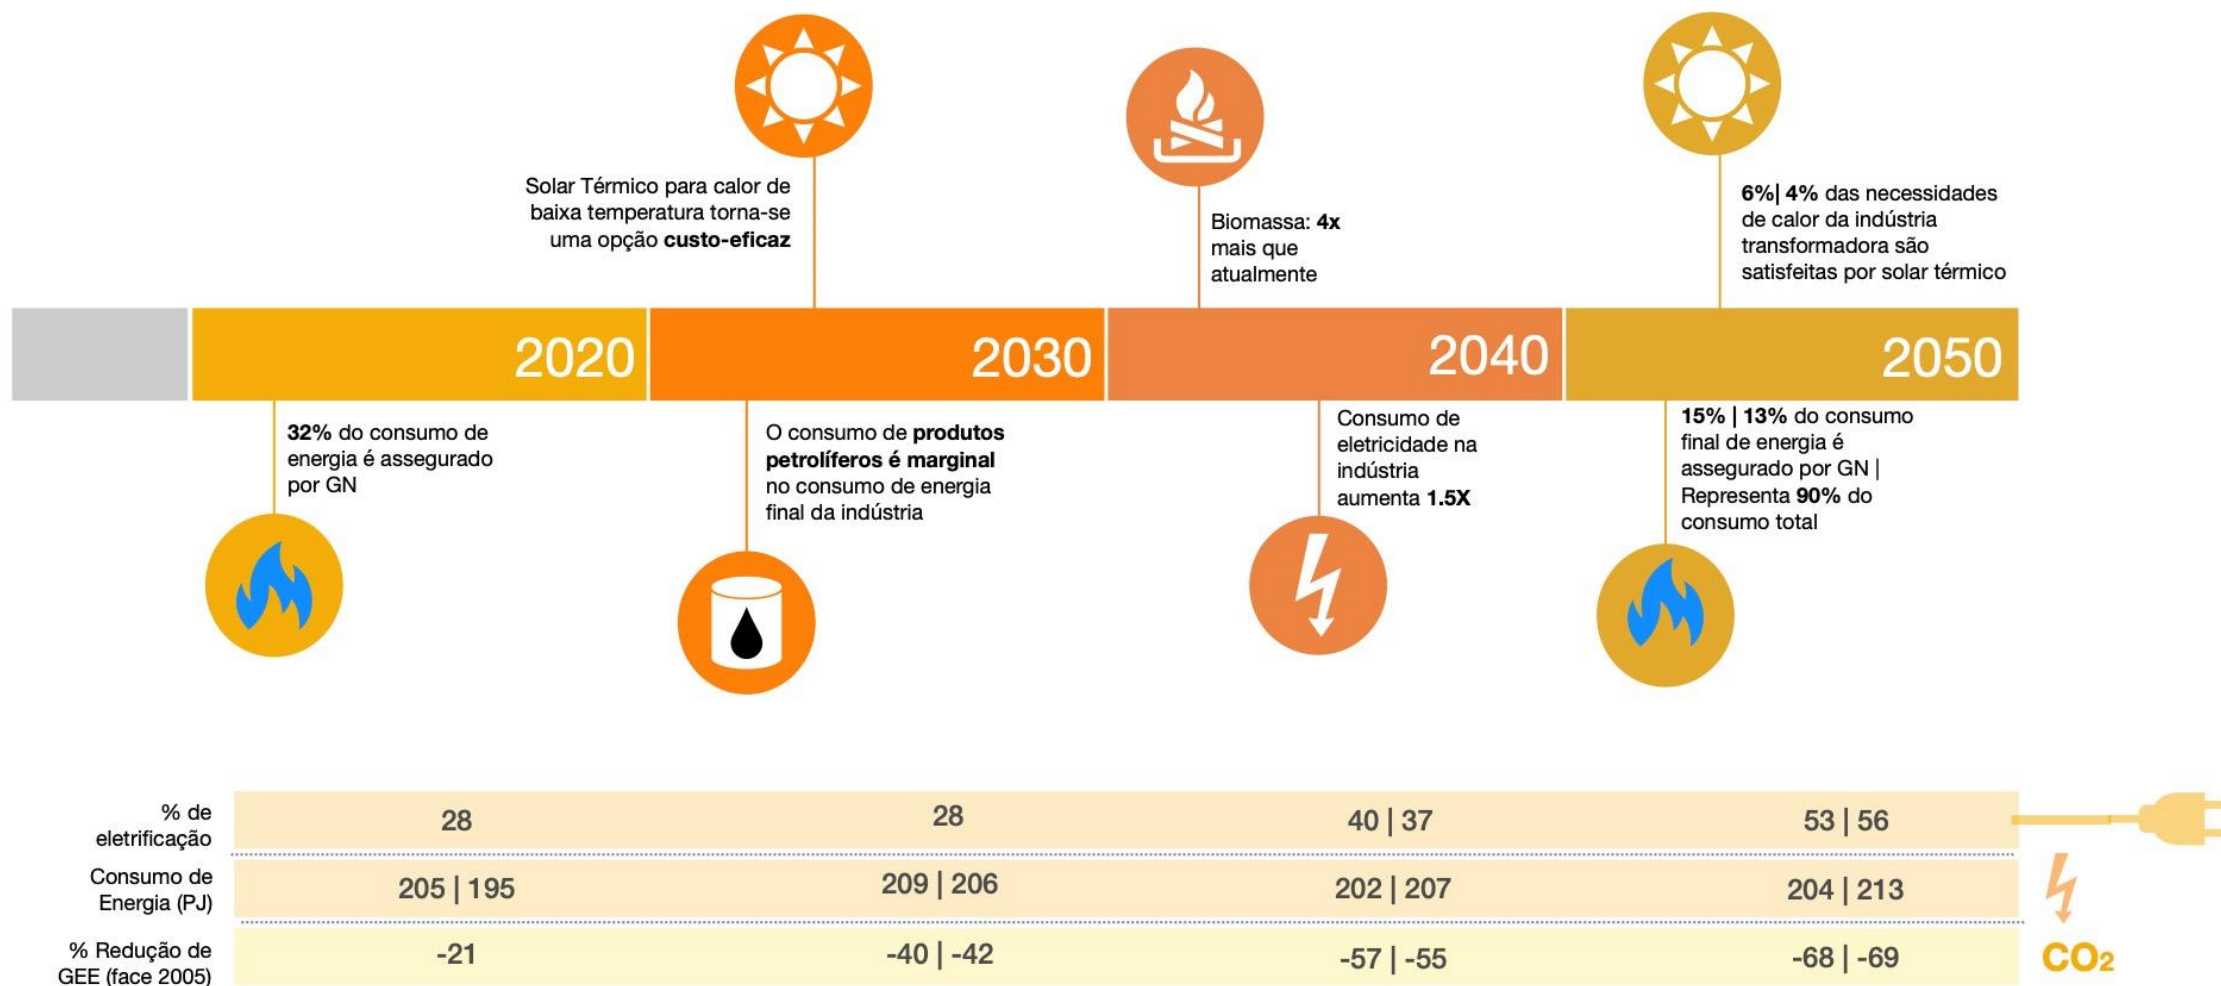 Solar Térmico para calor de
baixa temperatura torna-se
uma opção custo-eficaz
Biomassa: 4x
mais que
atualmente
6%| 4% das necessidades
de calor da indústria
transformadora são
satisfeitas por solar térmico
2020
2030
2040
2050
32% do consumo de
energia é assegurado
por GN
O consumo de produtos
petrolíferos é marginal
no consumo de energia
final da indústria
Consumo de
eletricidade na
indústria
aumenta 1.5X
15% | 13% do consumo
final de energia é
assegurado por GN |
Representa 90% do
consumo total
% de
eletrificação
28
28
40 | 37
53 | 56
Consumo de
Energia (PJ)
205 | 195
209 | 206
202 | 207
204 | 213
% Redução de
GEE (face 2005)
-21
-40 | -42
-57 | -55
-68 | -69
CO2